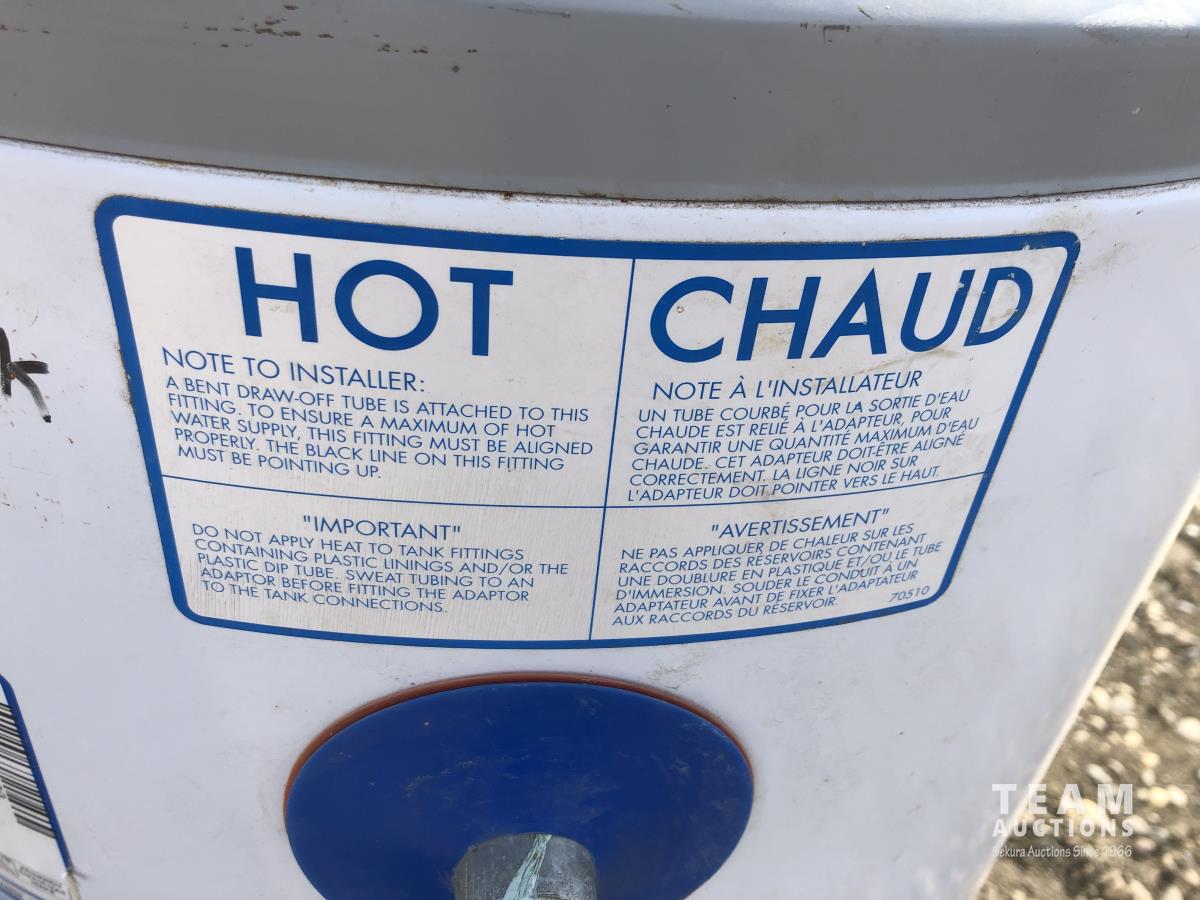 HOT
NOTE TO INSTALLER:
A BENT DRAW-OFF TUBE IS ATTACHED TO THIS
FITTING. TO ENSURE A MAXIMUM OF HOT
WATER SUPPLY, THIS FITTING MUST BE ALIGNED
PROPERLY. THE BLACK LINE ON THIS FITTING
MUST BE POINTING UP.
"IMPORTANT"
DO NOT APPLY HEAT TO TANK FITTINGS
CONTAINING PLASTIC LININGS AND/OR THE
PLASTIC DIP TUBE. SWEAT TUBING TO AN
ADAPTOR BEFORE FITTING THE ADAPTOR
TO THE TANK CONNECTIONS.
CHAUD
NOTE À L'INSTALLATEUR
UN TUBE COURBÉ POUR LA SORTIE D'EAU
CHAUDE EST RELIÉ À L'ADAPTEUR, POUR
GARANTIR UNE QUANTITÉ MAXIMUM D'EAU
CHAUDE. CET ADAPTEUR DOIT-ÊTRE ALIGNÉ
CORRECTEMENT. LA LIGNE NOIR SUR
L'ADAPTEUR DOIT POINTER VERS LE HAUT.
"AVERTISSEMENT"
NE PAS APPLIQUER DE CHALEUR SUR LES
RACCORDS DES RÉSERVOIRS CONTENANT
UNE DOUBLURE EN PLASTIQUE ET/OU LE TUBE
D'IMMERSION. SOUDER LE CONDUIT À UN
ADAPTATEUR AVANT DE FIXER L'ADAPTATEUR
AUX RACCORDS DU RÉSERVOIR.
70510
TEAM
AUCTIONS
Sekura Auctions Since 1966